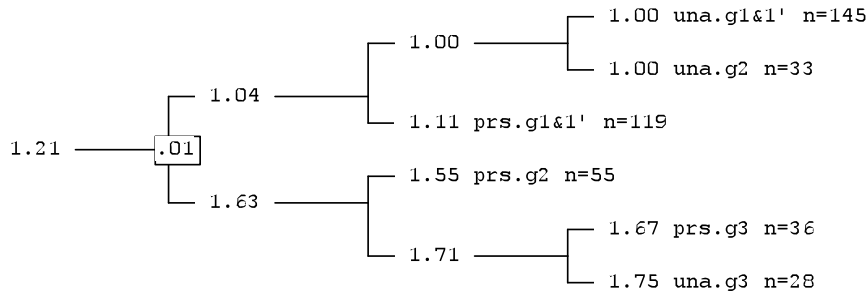 1.00 una.g1&1' n=145
1.00
1.00 una.g2 n=33
1.04
1.11 prs.g1&1' n=119
1.21
.01
1.55 prs.g2 n=55
1.63
1.67 prs.g3 n=36
1.71
1.75 una.g3 n=28